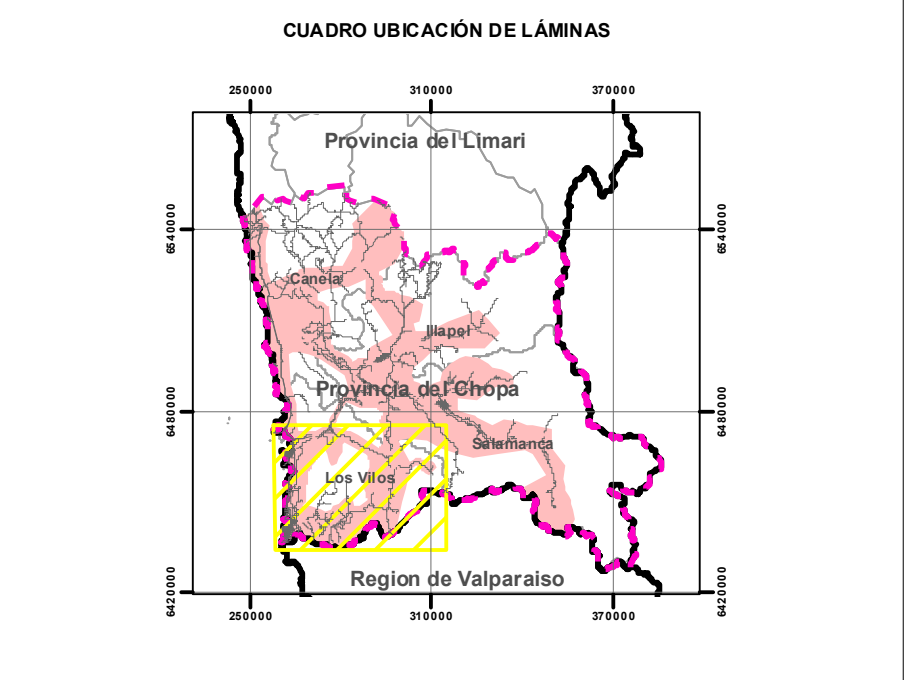 CUADRO UBICACIÓN DE LÁMINAS
250000 310000 370000
Provincia del Limari
6540000 6540000
Canela
Illapel
Provincia del Chopa
6480000 6480000
Salamanca
Los Vilos
Region de Valparaiso
6420000 6420000
250000 310000 370000